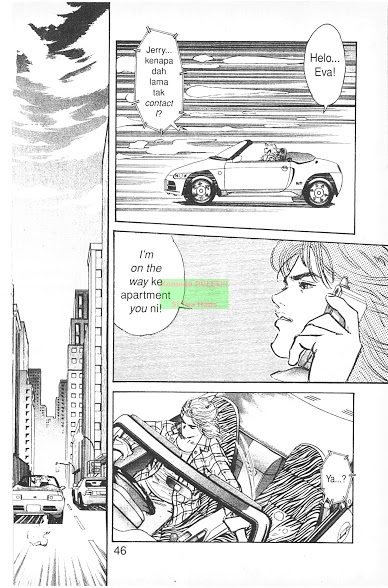 Helo...
Eva!
Jerry...
kenapa
dah
lama
tak
contact
I?
I'm
on the
way ke
apartment
you ni!
Ya...?
46